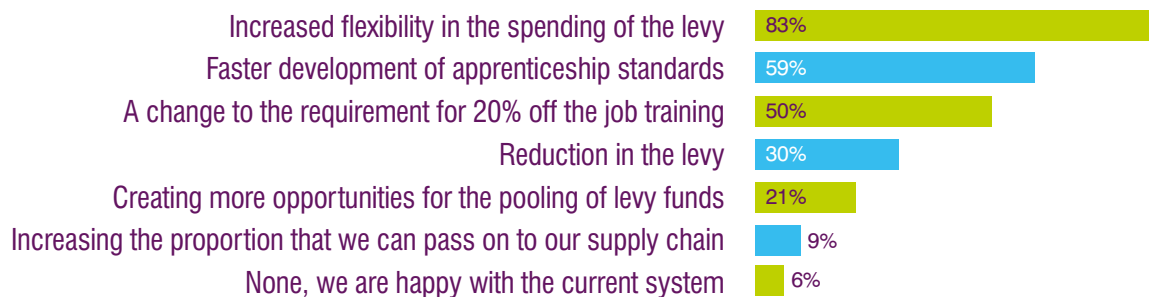 Increased flexibility in the spending of the levy 83%
Faster development of apprenticeship standards 59%
A change to the requirement for 20% off the job training 50%
Reduction in the levy 30%
Creating more opportunities for the pooling of levy funds 21%
Increasing the proportion that we can pass on to our supply chain 9%
None, we are happy with the current system 6%